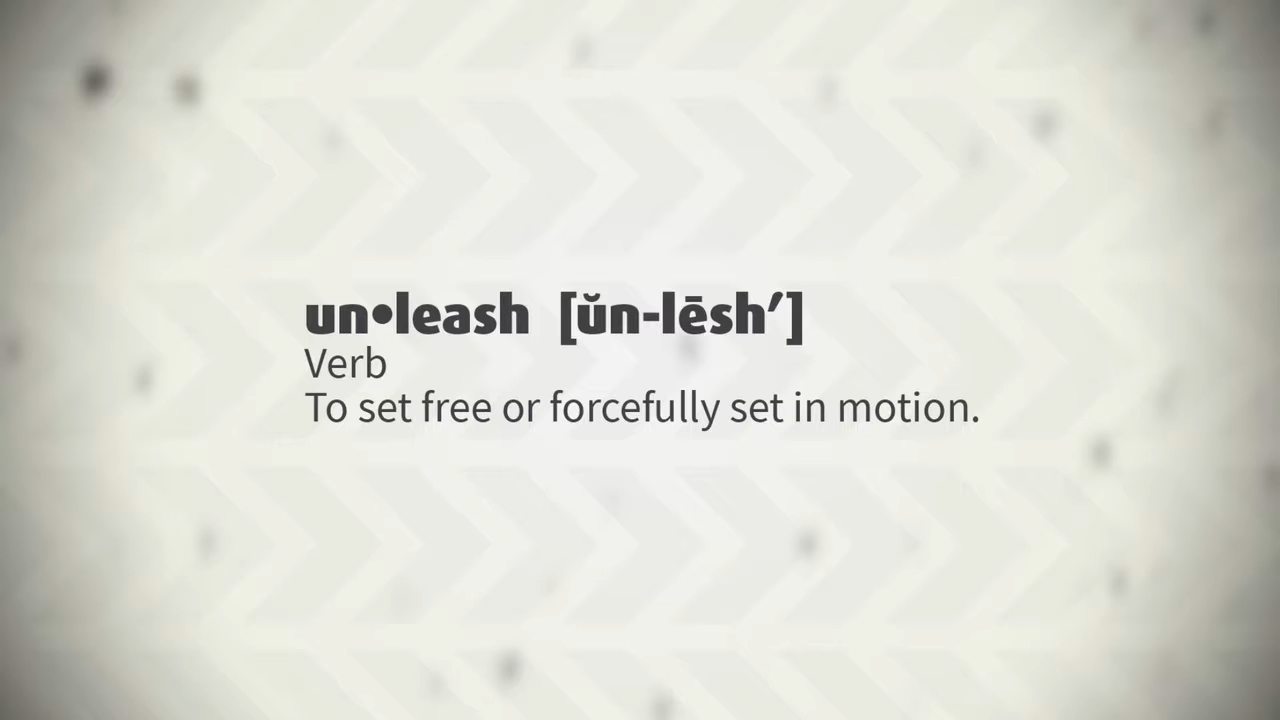 un•leash [ŭn-lēsh′]
Verb
To set free or forcefully set in motion.